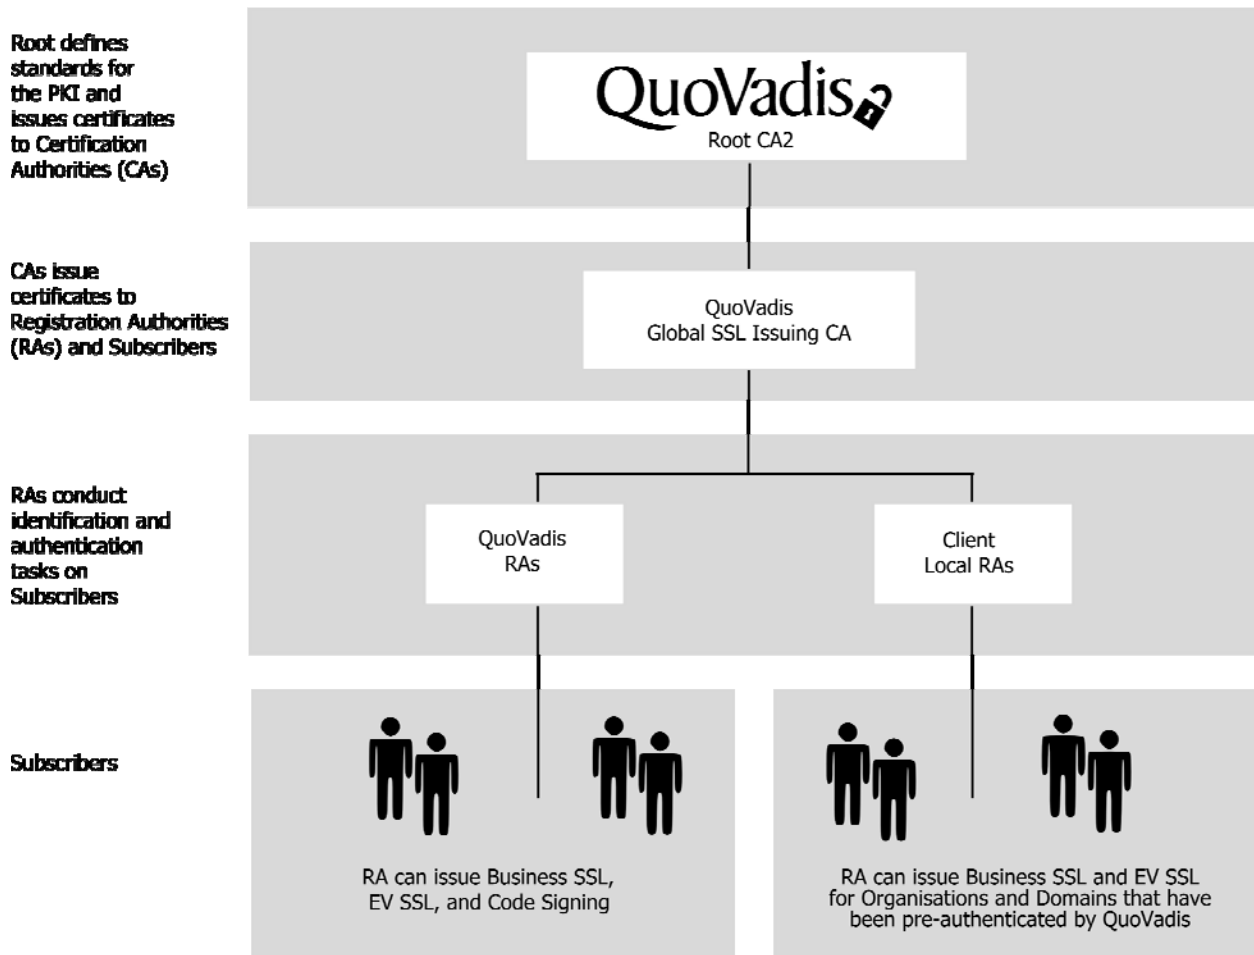 Root defines
standards for
the PKI and
issues certificates
to Certification
Authorities (CAs)
QuoVadis
Root CA2
CAs issue
certificates to
Registration Authorities
(RAs) and Subscribers
QuoVadis
Global SSL Issuing CA
RAs conduct
identification and
authentication
tasks on
Subscribers
QuoVadis
RAs
Client
Local RAs
Subscribers
RA can issue Business SSL,
EV SSL, and Code Signing
RA can issue Business SSL and EV SSL
for Organisations and Domains that have
been pre-authenticated by QuoVadis